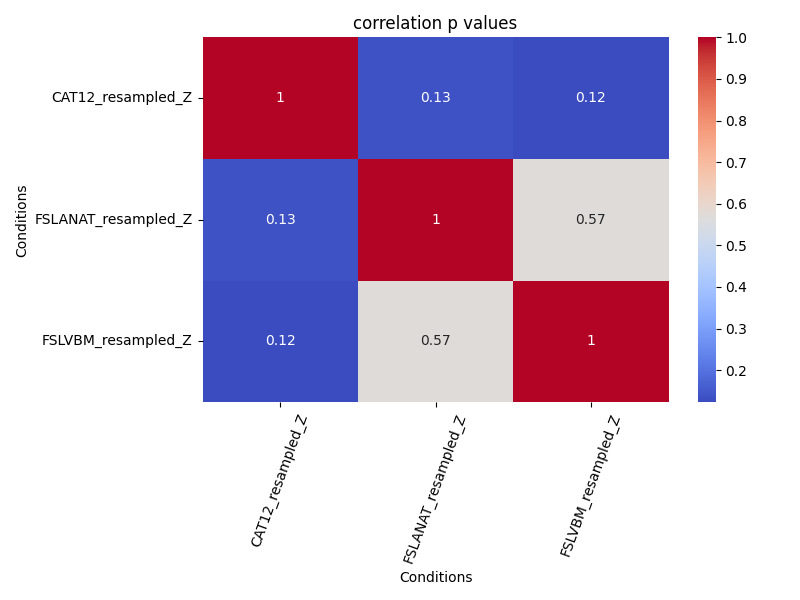 correlation p values
Conditions
CAT12_resampled_Z
1
0.13
0.12
FSLANAT_resampled_Z
0.13
1
0.57
FSLVBM_resampled_Z
0.12
0.57
1
CAT12_resampled_Z
FSLANAT_resampled_Z
FSLVBM_resampled_Z
Conditions
1.0
0.9
0.8
0.7
0.6
0.5
0.4
0.3
0.2